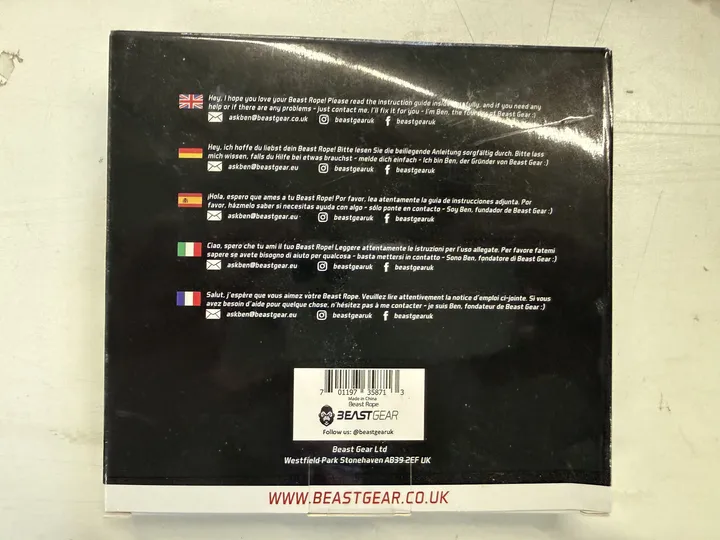 Hey, I hope you love your Beast Rope! Please read the instruction guide inside carefully, and if you need any
help or if there are any problems - just contact me, I'll fix it for you - I'm Ben, the founder of Beast Gear :)
askben@beastgear.co.uk beastgearuk beastgearuk
Hey, ich hoffe du liebst dein Beast Rope! Bitte lesen Sie die beiliegende Anleitung sorgfältig durch. Bitte lass
mich wissen, falls du Hilfe bei etwas brauchst - melde dich einfach - Ich bin Ben, der Gründer von Beast Gear :)
askben@beastgear.eu beastgearuk beastgearuk
¡Hola, espero que ames a tu Beast Rope! Por favor, lea atentamente la guía de instrucciones adjunta. Por
favor, házmelo saber si necesitas ayuda con algo - sólo ponte en contacto - Soy Ben, fundador de Beast Gear :)
askben@beastgear.eu beastgearuk beastgearuk
Ciao, spero che tu ami il tuo Beast Rope! Leggere attentamente le istruzioni per l'uso allegate. Per favore fatemi
sapere se avete bisogno di aiuto per qualcosa - basta mettersi in contatto - Sono Ben, fondatore di Beast Gear :)
askben@beastgear.eu beastgearuk beastgearuk
Salut, j'espère que vous aimez vôtre Beast Rope. Veuillez lire attentivement la notice d'emploi ci-jointe. Si vous
avez besoin d'aide pour quelque chose, n'hésitez pas à me contacter - je suis Ben, fondateur de Beast Gear :)
askben@beastgear.eu beastgearuk beastgearuk
7 01197 35871 3
Made in China
Beast Rope
BEASTGEAR
Follow us: @beastgearuk
Beast Gear Ltd
Westfield Park Stonehaven AB39 2EF UK
WWW.BEASTGEAR.CO.UK